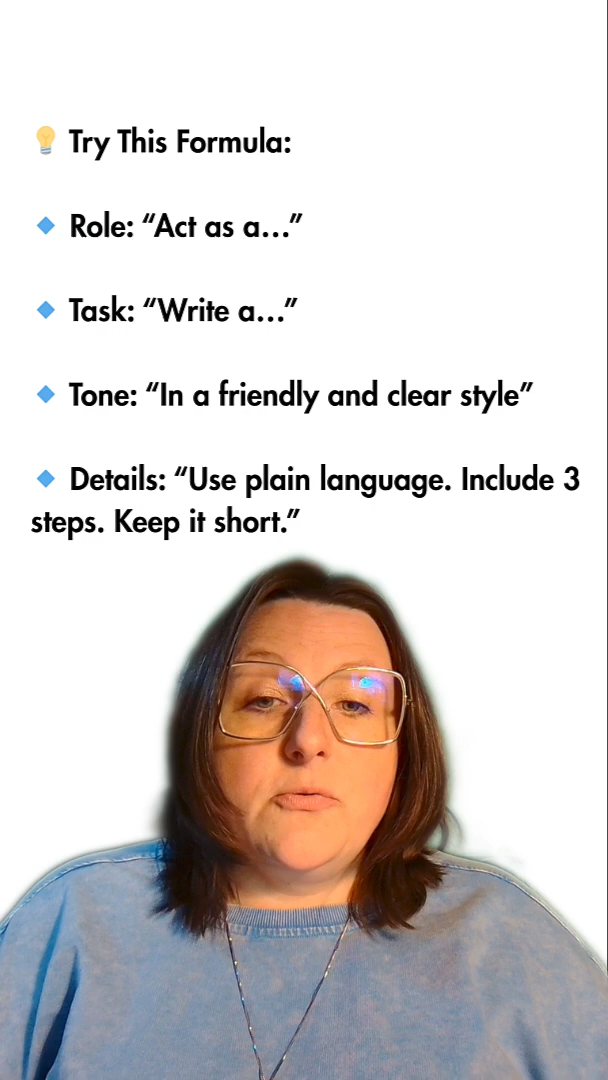 💡 Try This Formula:
🔹 Role: “Act as a…”
🔹 Task: “Write a…”
🔹 Tone: “In a friendly and clear style”
🔹 Details: “Use plain language. Include 3
steps. Keep it short.”